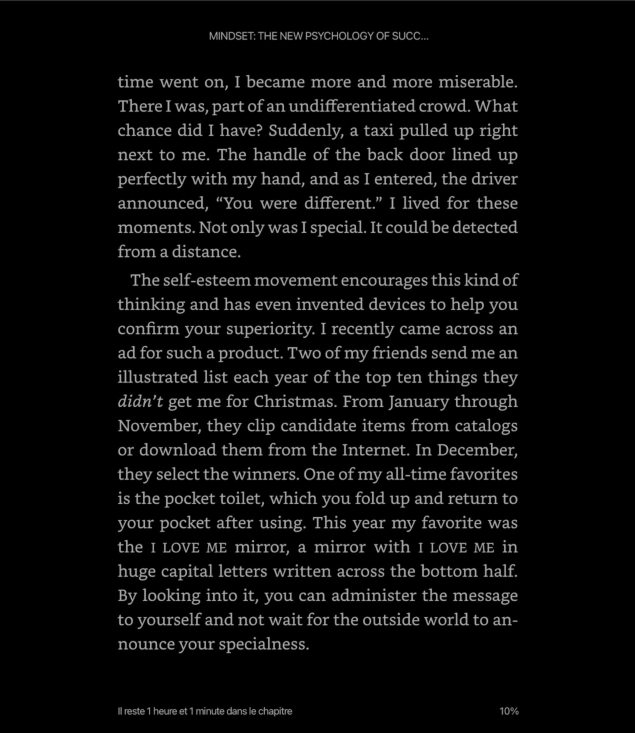 MINDSET: THE NEW PSYCHOLOGY OF SUCC...
time went on, I became more and more miserable.
There I was, part of an undifferentiated crowd. What
chance did I have? Suddenly, a taxi pulled up right
next to me. The handle of the back door lined up
perfectly with my hand, and as I entered, the driver
announced, “You were different.” I lived for these
moments. Not only was I special. It could be detected
from a distance.
The self-esteem movement encourages this kind of
thinking and has even invented devices to help you
confirm your superiority. I recently came across an
ad for such a product. Two of my friends send me an
illustrated list each year of the top ten things they
didn’t get me for Christmas. From January through
November, they clip candidate items from catalogs
or download them from the Internet. In December,
they select the winners. One of my all-time favorites
is the pocket toilet, which you fold up and return to
your pocket after using. This year my favorite was
the I LOVE ME mirror, a mirror with I LOVE ME in
huge capital letters written across the bottom half.
By looking into it, you can administer the message
to yourself and not wait for the outside world to an-
nounce your specialness.
Il reste 1 heure et 1 minute dans le chapitre
10%